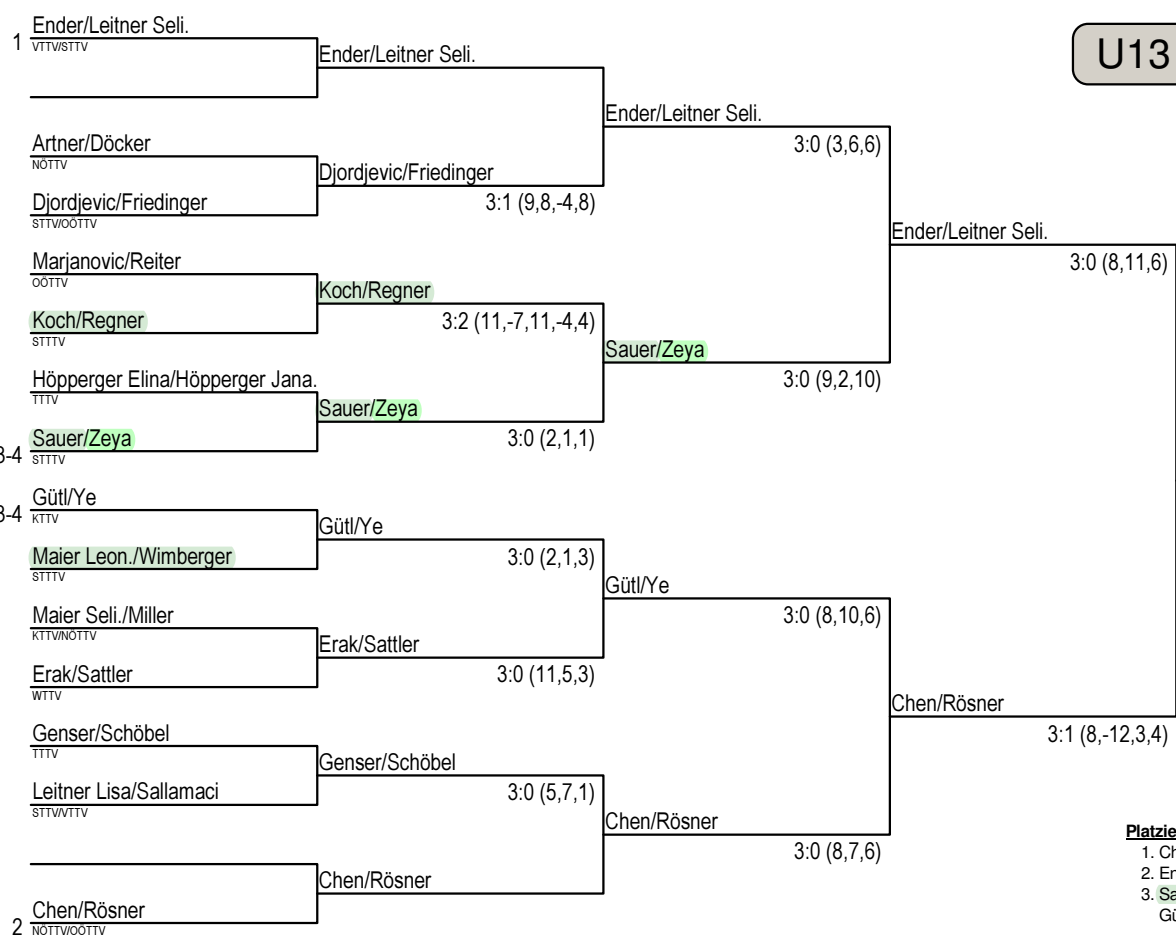 U13
1
Ender/Leitner Seli.
VTTV/STTV
Ender/Leitner Seli.
Artner/Döcker
NÖTTV
Djordjevic/Friedinger
STTV/OÖTTV
Djordjevic/Friedinger
3:1 (9,8,-4,8)
Ender/Leitner Seli.
3:0 (3,6,6)
Marjanovic/Reiter
OÖTTV
Koch/Regner
STTTV
Koch/Regner
3:2 (11,-7,11,-4,4)
Höpperger Elina/Höpperger Jana.
TTTV
3-4
Sauer/Zeya
STTTV
Sauer/Zeya
3:0 (2,1,1)
Sauer/Zeya
3:0 (9,2,10)
Ender/Leitner Seli.
3:0 (8,11,6)
3-4
Gütl/Ye
KTTV
Maier Leon./Wimberger
STTTV
Gütl/Ye
3:0 (2,1,3)
Maier Seli./Miller
KTTV/NÖTTV
Erak/Sattler
WTTV
Erak/Sattler
3:0 (11,5,3)
Gütl/Ye
3:0 (8,10,6)
Genser/Schöbel
TTTV
Leitner Lisa/Sallamaci
STTV/VTTV
Genser/Schöbel
3:0 (5,7,1)
2
Chen/Rösner
NÖTTV/OÖTTV
Chen/Rösner
Chen/Rösner
3:0 (8,7,6)
Chen/Rösner
3:1 (8,-12,3,4)
Platzie
1. Ch
2. En
3. Sa
Gü